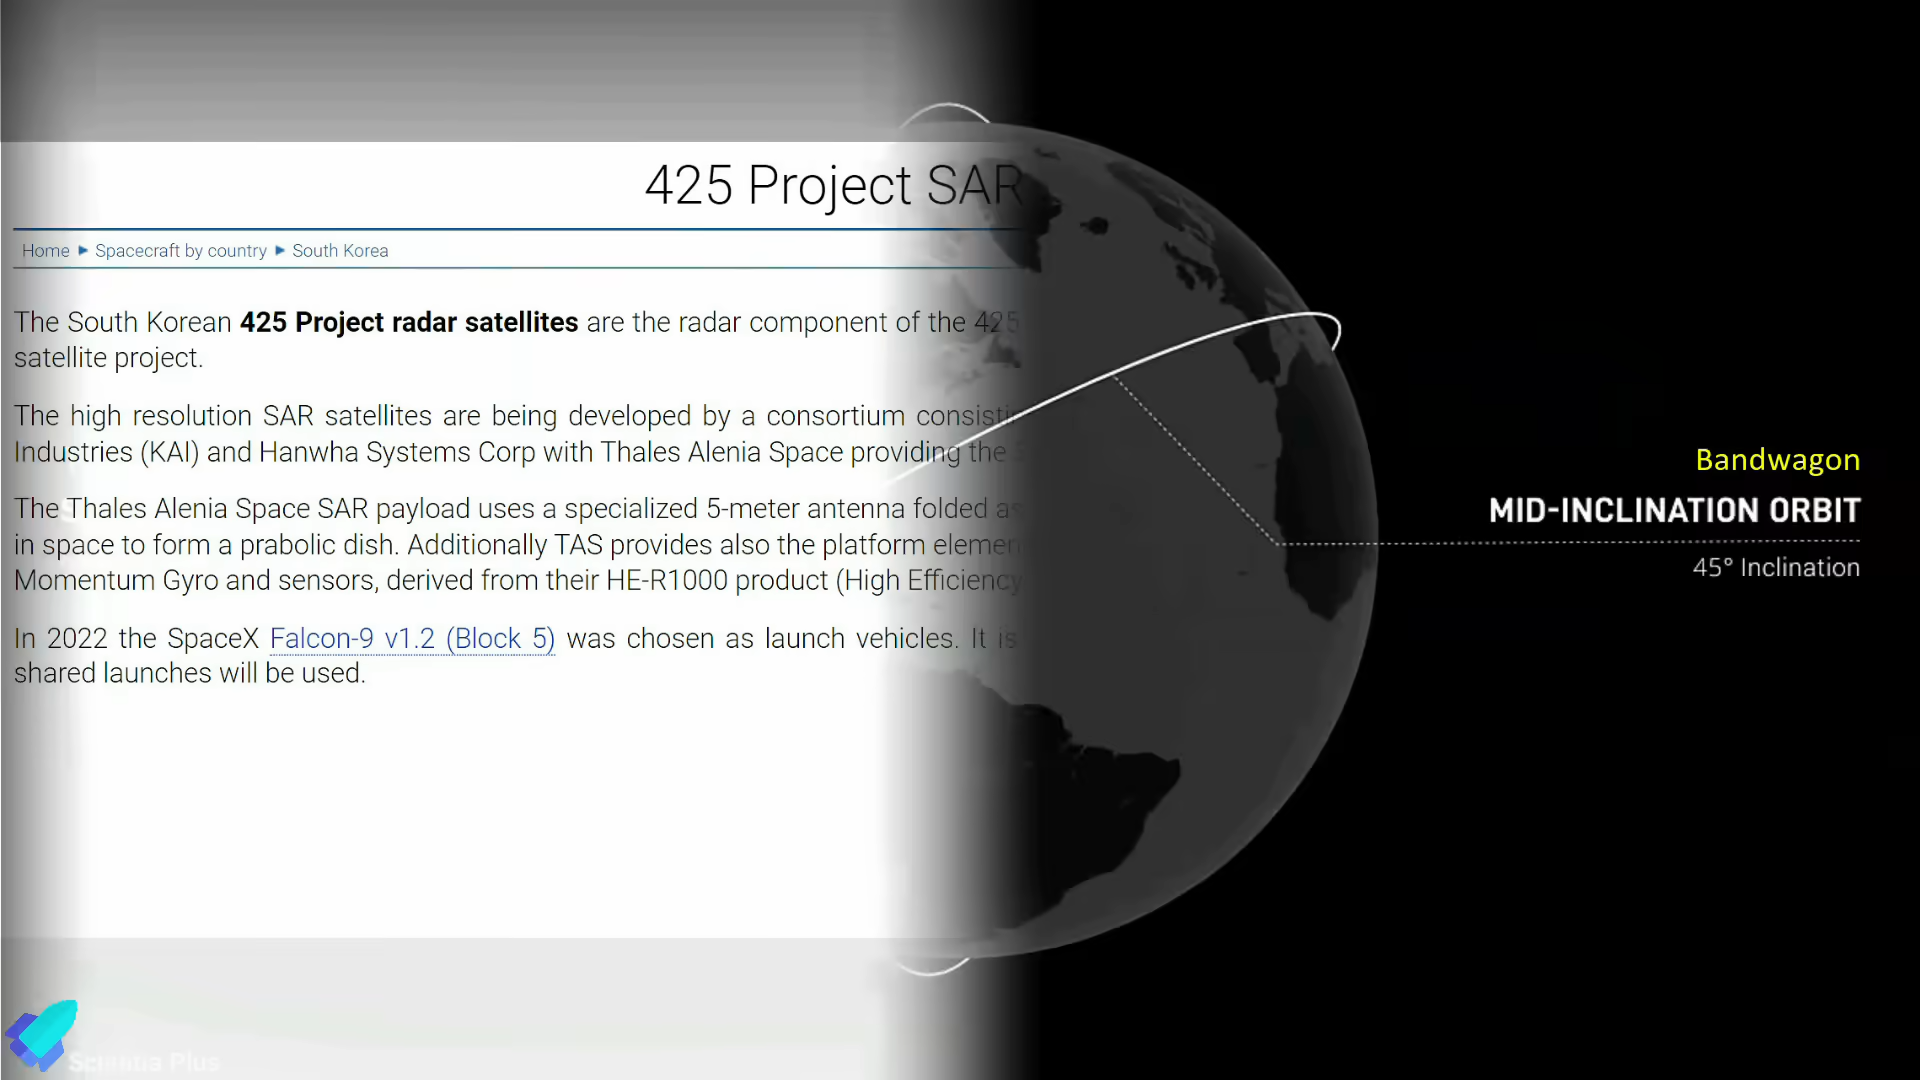 425 Project SAR
Home ▶ Spacecraft by country ▶ South Korea
The South Korean 425 Project radar satellites are the radar component of the 425
satellite project.
The high resolution SAR satellites are being developed by a consortium
Industries (KAI) and Hanwha Systems Corp with Thales Alenia Space providing the
The Thales Alenia Space SAR payload uses a specialized 5-meter antenna folded as
in space to form a prabolic dish. Additionally TAS provides also the platform
Momentum Gyro and sensors, derived from their HE-R1000 product (High Efficiency
In 2022 the SpaceX Falcon-9 v1.2 (Block 5) was chosen as launch vehicles. It is
shared launches will be used.
Bandwagon
MID-INCLINATION ORBIT
45° Inclination
Scientia Plus